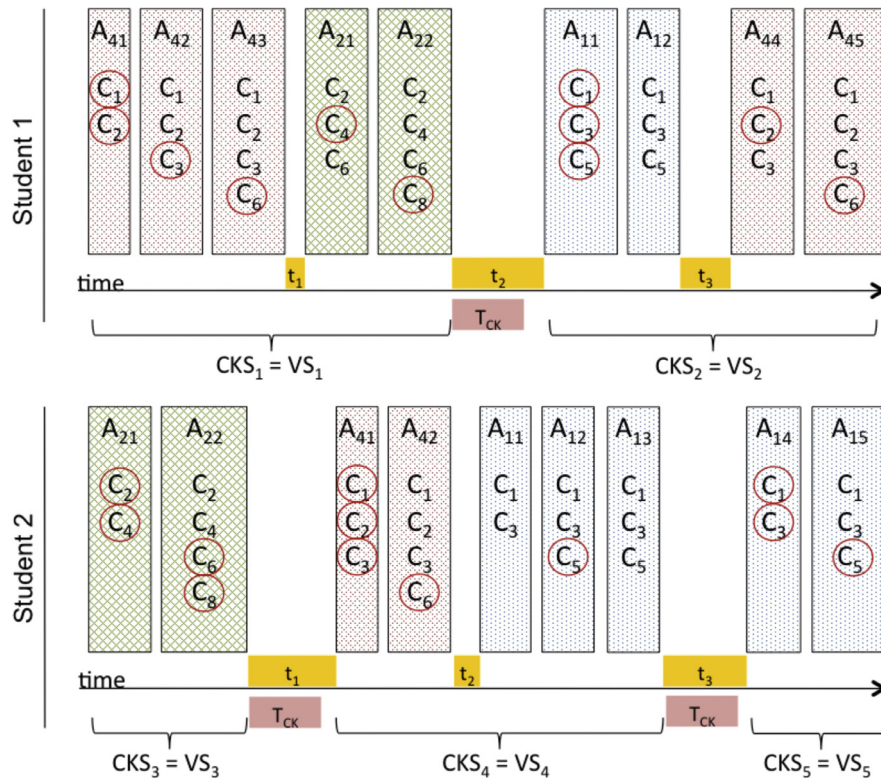 Student 1
A41 A42 A43 A21 A22 A11 A12 A44 A45
C1 C1 C1 C2 C2 C1 C1 C1 C1
C2 C2 C2 C4 C4 C3 C3 C2 C2
C3 C3 C6 C6 C5 C5 C3 C3
C6 C8 C6
t1 t2 t3
time
TCK
CKS1 = VS1 CKS2 = VS2
Student 2
A21 A22 A41 A42 A11 A12 A13 A14 A15
C2 C2 C1 C1 C1 C1 C1 C1 C1
C4 C4 C2 C2 C3 C3 C3 C3 C3
C6 C3 C3 C5 C5 C5
C8 C6
t1 t2 t3
time
TCK TCK
CKS3 = VS3 CKS4 = VS4 CKS5 = VS5